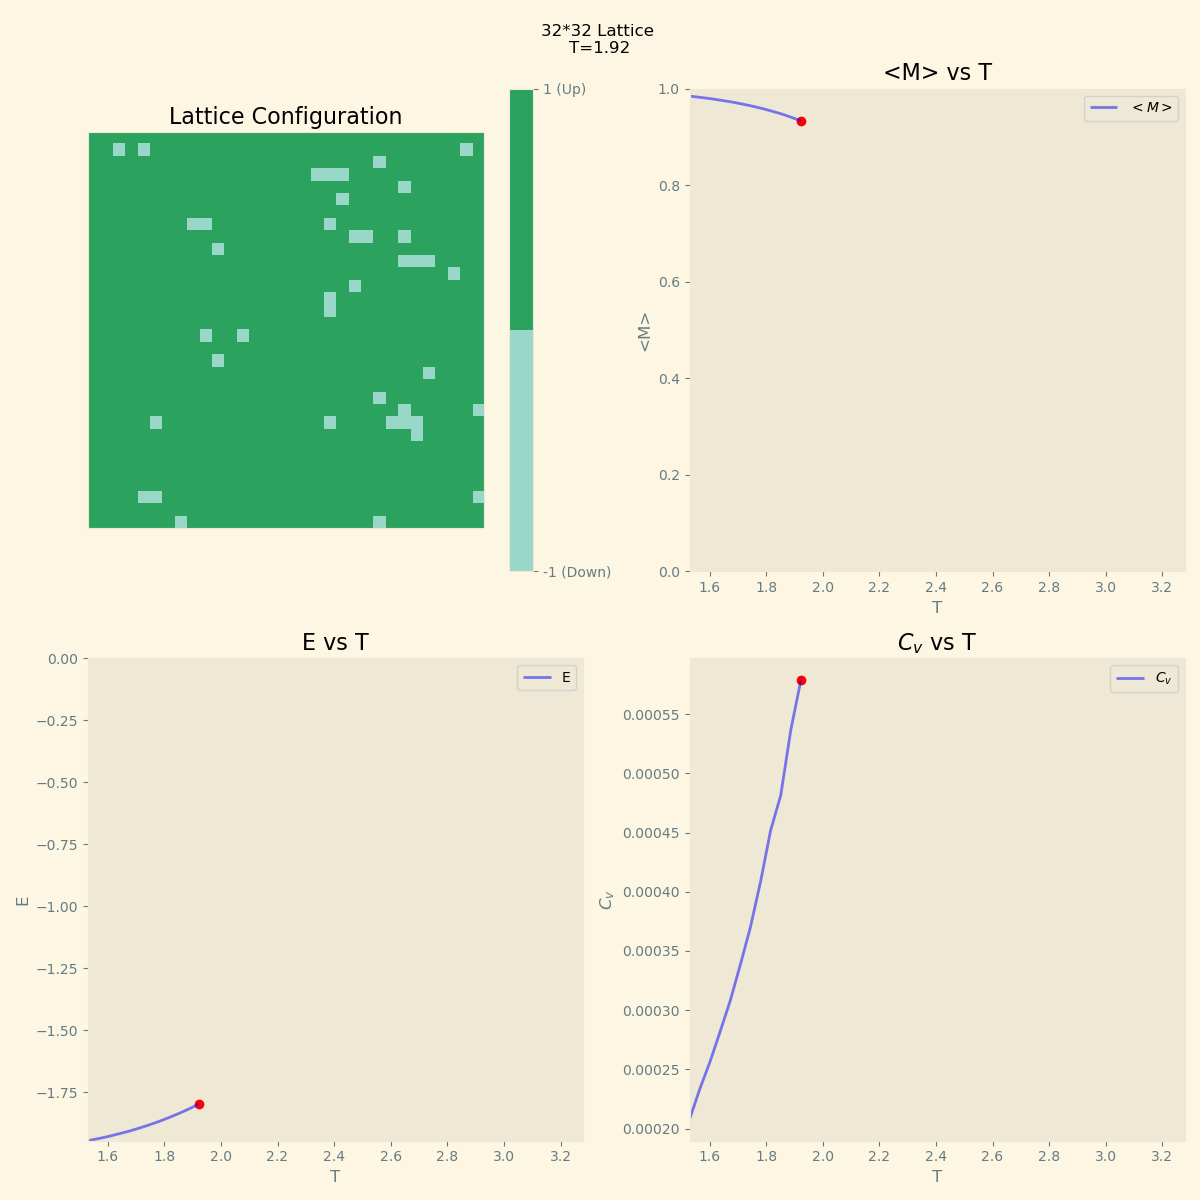 32*32 Lattice
T=1.92
Lattice Configuration
1 (Up)
-1 (Down)
<M> vs T
<M>
1.0
0.8
0.6
0.4
0.2
0.0
<M>
1.6 1.8 2.0 2.2 2.4 2.6 2.8 3.0 3.2
T
E vs T
E
0.00
−0.25
−0.50
−0.75
−1.00
−1.25
−1.50
−1.75
E
1.6 1.8 2.0 2.2 2.4 2.6 2.8 3.0 3.2
T
Cv vs T
Cv
0.00055
0.00050
0.00045
0.00040
0.00035
0.00030
0.00025
0.00020
Cv
1.6 1.8 2.0 2.2 2.4 2.6 2.8 3.0 3.2
T